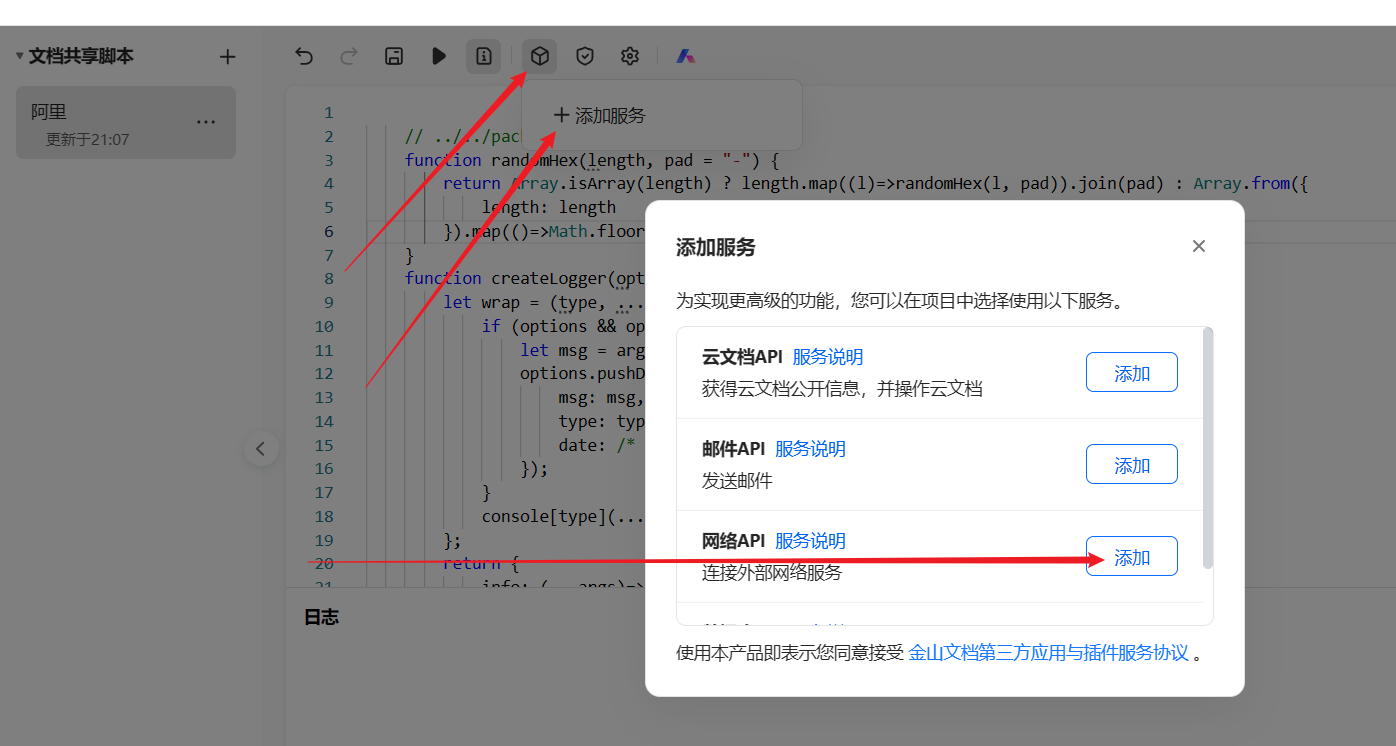 文档共享脚本
阿里
更新于21:07
添加服务
1
2 // ../../pac
3 function randomHex(length, pad = "-") {
4 return Array.isArray(length) ? length.map((l)=>randomHex(l, pad)).join(pad) : Array.from({
5 length: length
6 }).map(()=>Math.floor
7 }
8 function createLogger(opt
9 let wrap = (type, ...
10 if (options && op
11 let msg = arg
12 options.pushD
13 msg: msg,
14 type: typ
15 date: /*
16 });
17 }
18 console[type](...
19 };
20 return {
21 info: (...args)=>
日志
添加服务
为实现更高级的功能，您可以在项目中选择使用以下服务。
云文档API 服务说明
获得云文档公开信息，并操作云文档
添加
邮件API 服务说明
发送邮件
添加
网络API 服务说明
连接外部网络服务
添加
使用本产品即表示您同意接受 金山文档第三方应用与插件服务协议 。